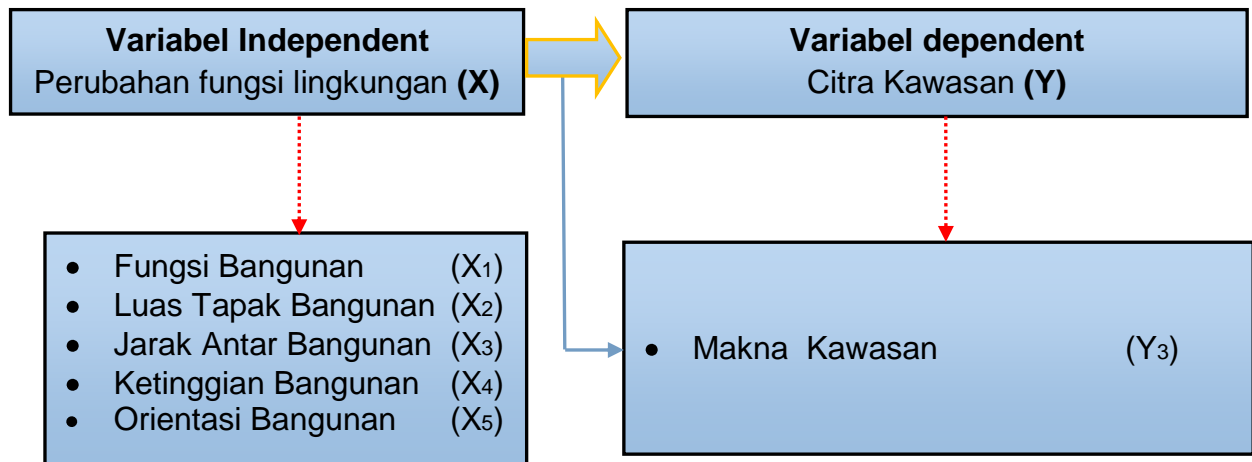 Variabel Independent
Perubahan fungsi lingkungan (X)
Variabel dependent
Citra Kawasan (Y)
• Fungsi Bangunan (X1)
• Luas Tapak Bangunan (X2)
• Jarak Antar Bangunan (X3)
• Ketinggian Bangunan (X4)
• Orientasi Bangunan (X5)
• Makna Kawasan (Y3)